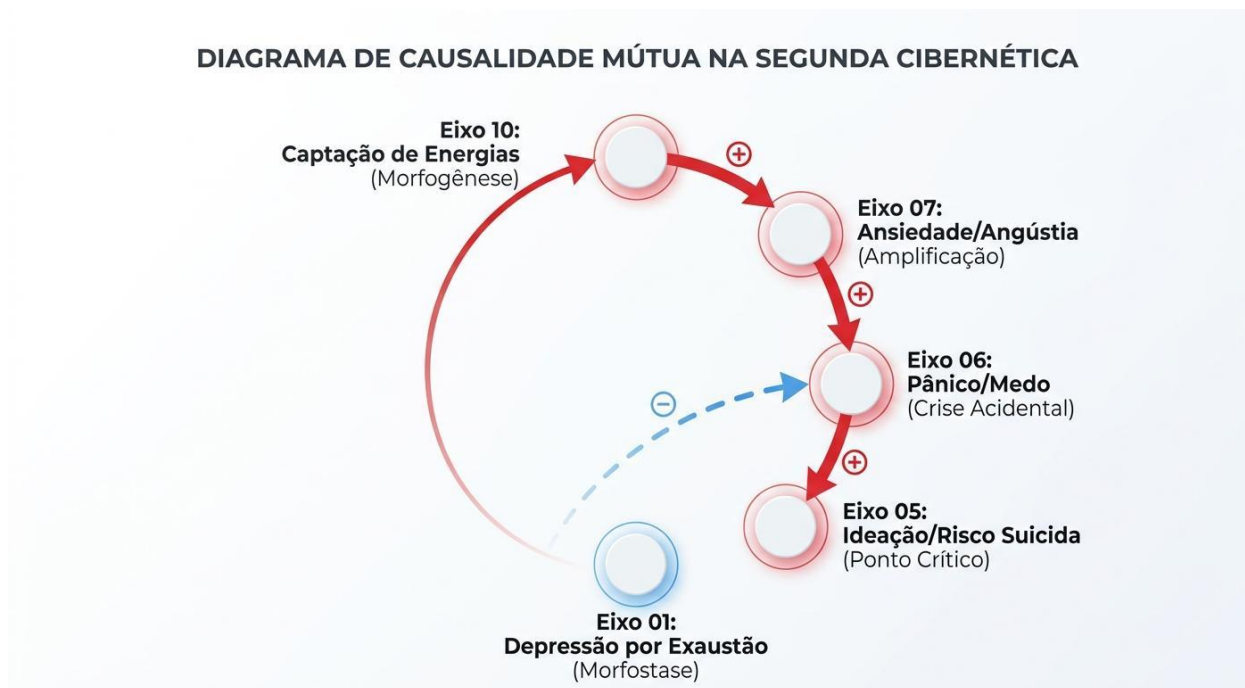 DIAGRAMA DE CAUSALIDADE MÚTUA NA SEGUNDA CIBERNÉTICA
Eixo 10:
Captação de Energias
(Morfogênese)
+
Eixo 07:
Ansiedade/Angústia
(Amplificação)
+
Eixo 06:
Pânico/Medo
(Crise Acidental)
−
+
Eixo 05:
Ideação/Risco Suicida
(Ponto Crítico)
Eixo 01:
Depressão por Exaustão
(Morfostase)